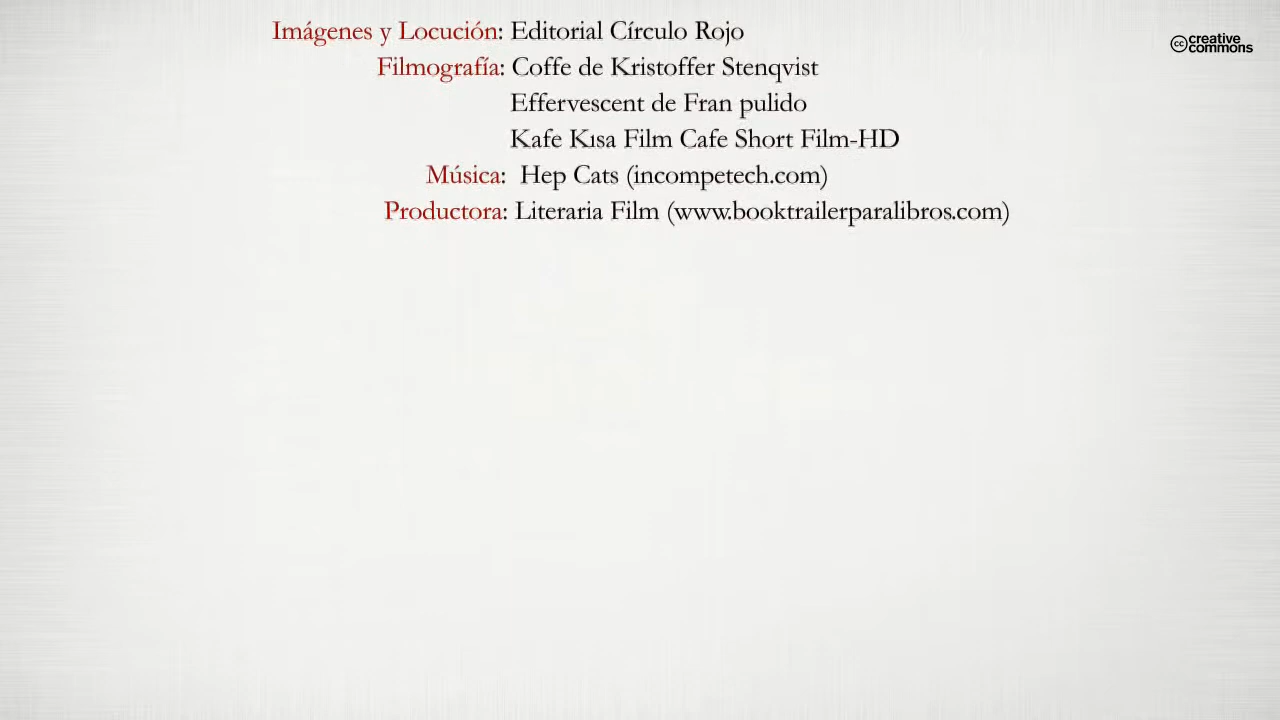 Imágenes y Locución: Editorial Círculo Rojo
Filmografía: Coffe de Kristoffer Stenqvist
Effervescent de Fran pulido
Kafe Kısa Film Cafe Short Film-HD
Música: Hep Cats (incompetech.com)
Productora: Literaria Film (www.booktrailerparalibros.com)
cc creative
commons